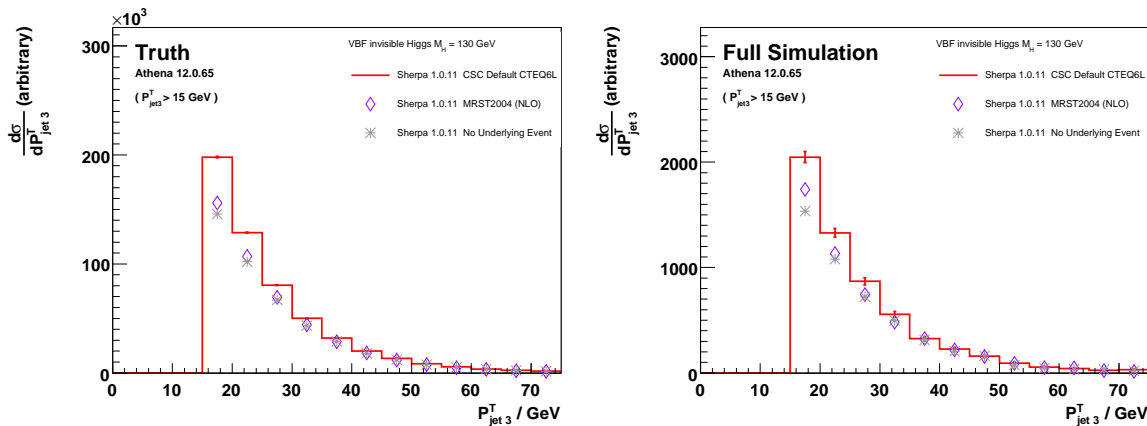 ×10³
300
200
100
0
dσ/dP^T_jet 3 (arbitrary)
Truth
Athena 12.0.65
( P^T_jet3 > 15 GeV )
VBF invisible Higgs M_H = 130 GeV
Sherpa 1.0.11 CSC Default CTEQ6L
Sherpa 1.0.11 MRST2004 (NLO)
Sherpa 1.0.11 No Underlying Event
0 10 20 30 40 50 60 70
P^T_jet 3 / GeV
3000
2000
1000
0
dσ/dP^T_jet 3 (arbitrary)
Full Simulation
Athena 12.0.65
( P^T_jet3 > 15 GeV )
VBF invisible Higgs M_H = 130 GeV
Sherpa 1.0.11 CSC Default CTEQ6L
Sherpa 1.0.11 MRST2004 (NLO)
Sherpa 1.0.11 No Underlying Event
0 10 20 30 40 50 60 70
P^T_jet 3 / GeV